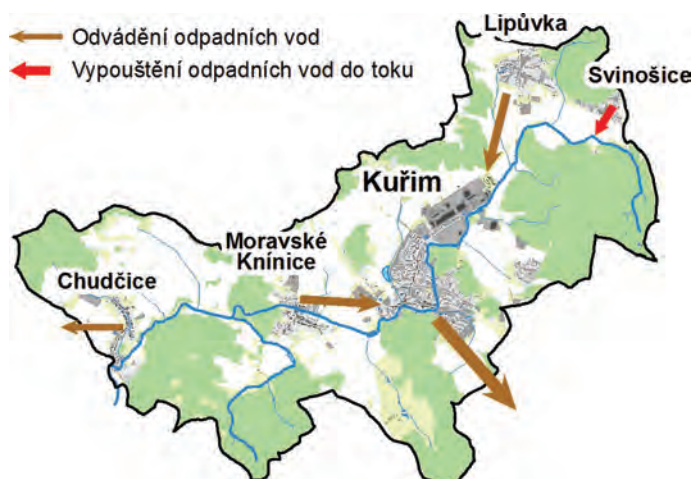 Odvádění odpadních vod
Vypouštění odpadních vod do toku
Lipůvka
Svinošice
Kuřim
Moravské
Knínice
Chudčice